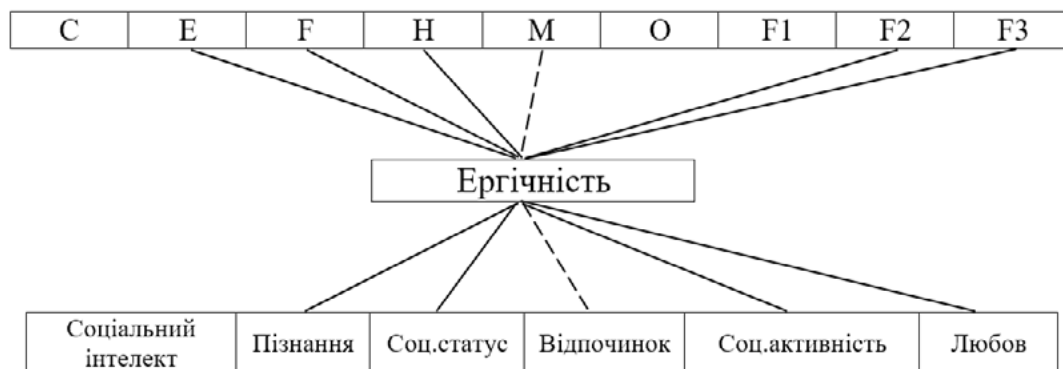 C E F H M O F1 F2 F3
Ергічність
Соціальний
інтелект
Пізнання
Соц.статус
Відпочинок
Соц.активність
Любов